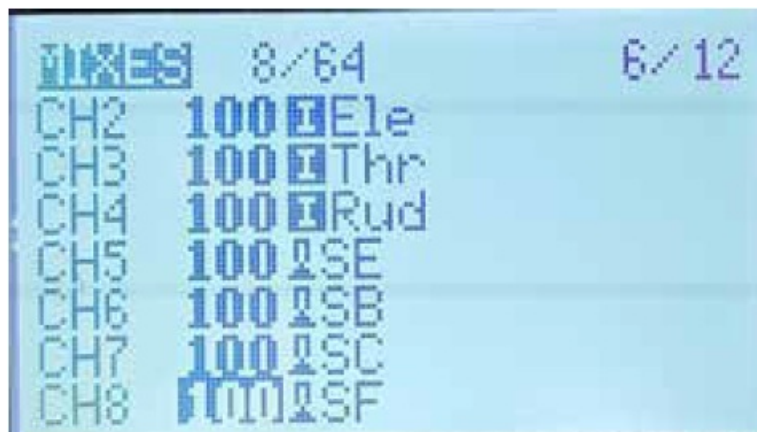 MIXES 8/64 6/12
CH2 100 I Ele
CH3 100 I Thr
CH4 100 I Rud
CH5 100 SE
CH6 100 SB
CH7 100 SC
CH8 100 SF